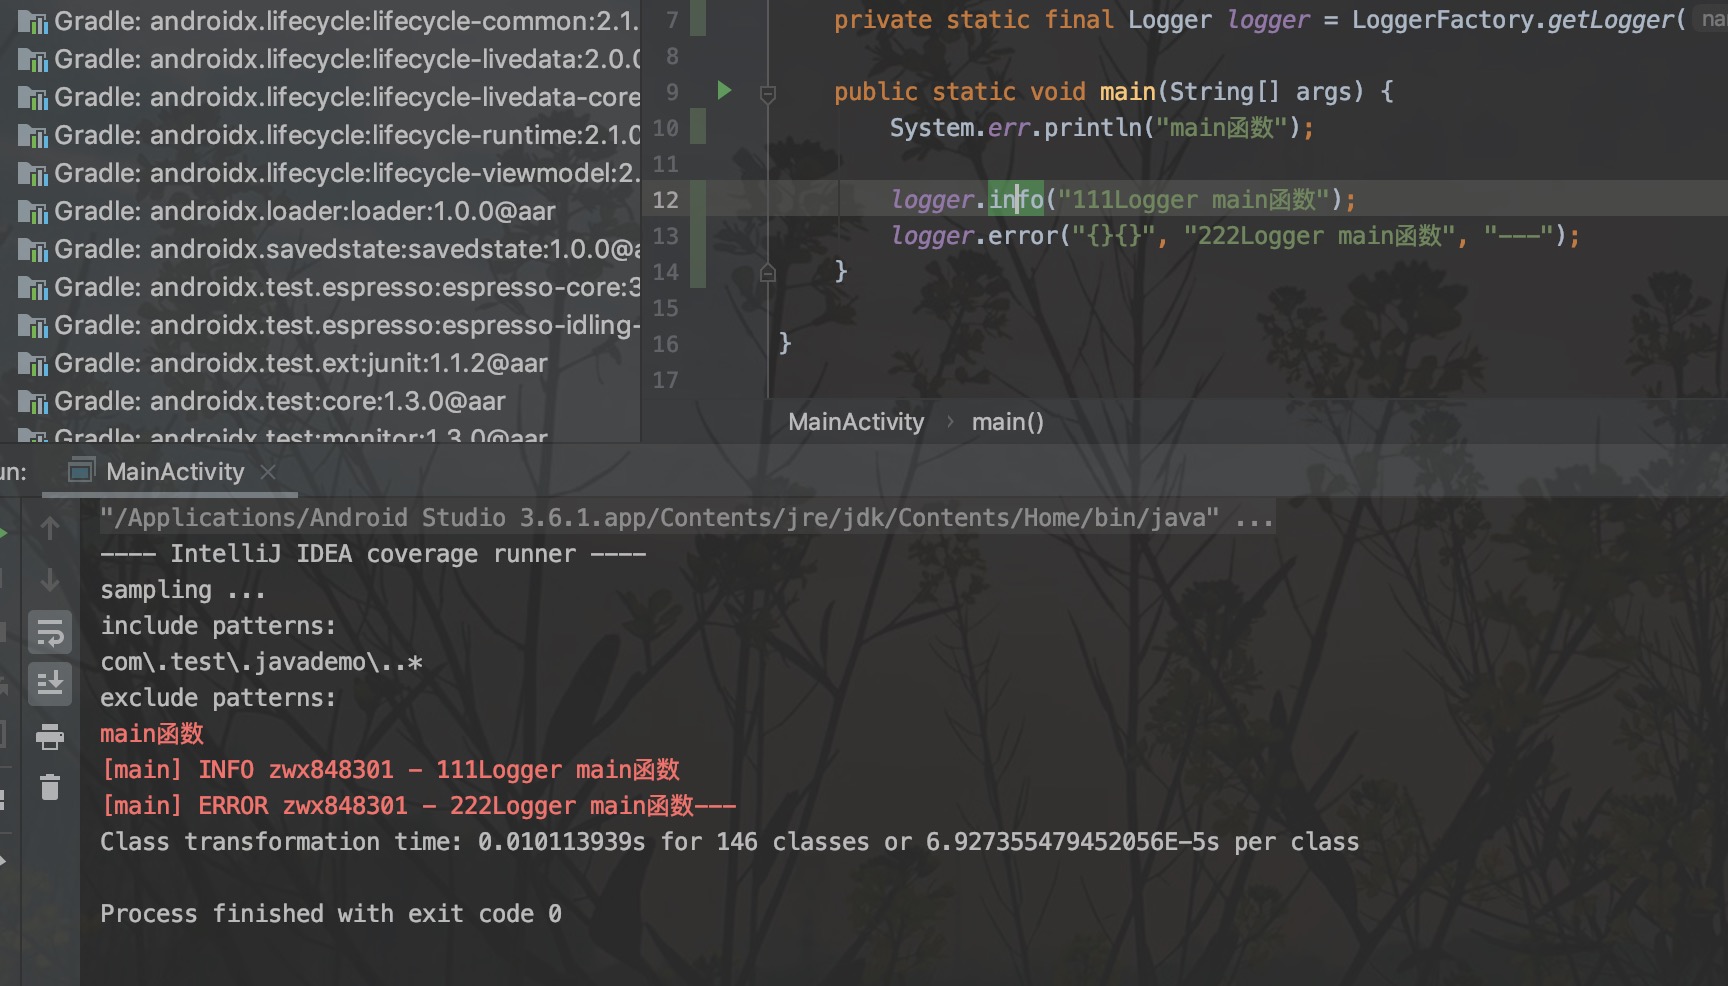 Gradle: androidx.lifecycle:lifecycle-common:2.1.
Gradle: androidx.lifecycle:lifecycle-livedata:2.0.0
Gradle: androidx.lifecycle:lifecycle-livedata-core
Gradle: androidx.lifecycle:lifecycle-runtime:2.1.0
Gradle: androidx.lifecycle:lifecycle-viewmodel:2.
Gradle: androidx.loader:loader:1.0.0@aar
Gradle: androidx.savedstate:savedstate:1.0.0@a
Gradle: androidx.test.espresso:espresso-core:3
Gradle: androidx.test.espresso:espresso-idling-
Gradle: androidx.test.ext:junit:1.1.2@aar
Gradle: androidx.test:core:1.3.0@aar
Gradle: androidx.test:monitor:1.3.0@aar
7 private static final Logger logger = LoggerFactory.getLogger( na
8
9 public static void main(String[] args) {
10 System.err.println("main函数");
11
12 logger.info("111Logger main函数");
13 logger.error("{}{}", "222Logger main函数", "---");
14 }
15
16 }
17
MainActivity › main()
un: MainActivity ×
"/Applications/Android Studio 3.6.1.app/Contents/jre/jdk/Contents/Home/bin/java" ...
---- IntelliJ IDEA coverage runner ----
sampling ...
include patterns:
com\.test\.javademo\..*
exclude patterns:
main函数
[main] INFO zwx848301 - 111Logger main函数
[main] ERROR zwx848301 - 222Logger main函数---
Class transformation time: 0.010113939s for 146 classes or 6.927355479452056E-5s per class
Process finished with exit code 0